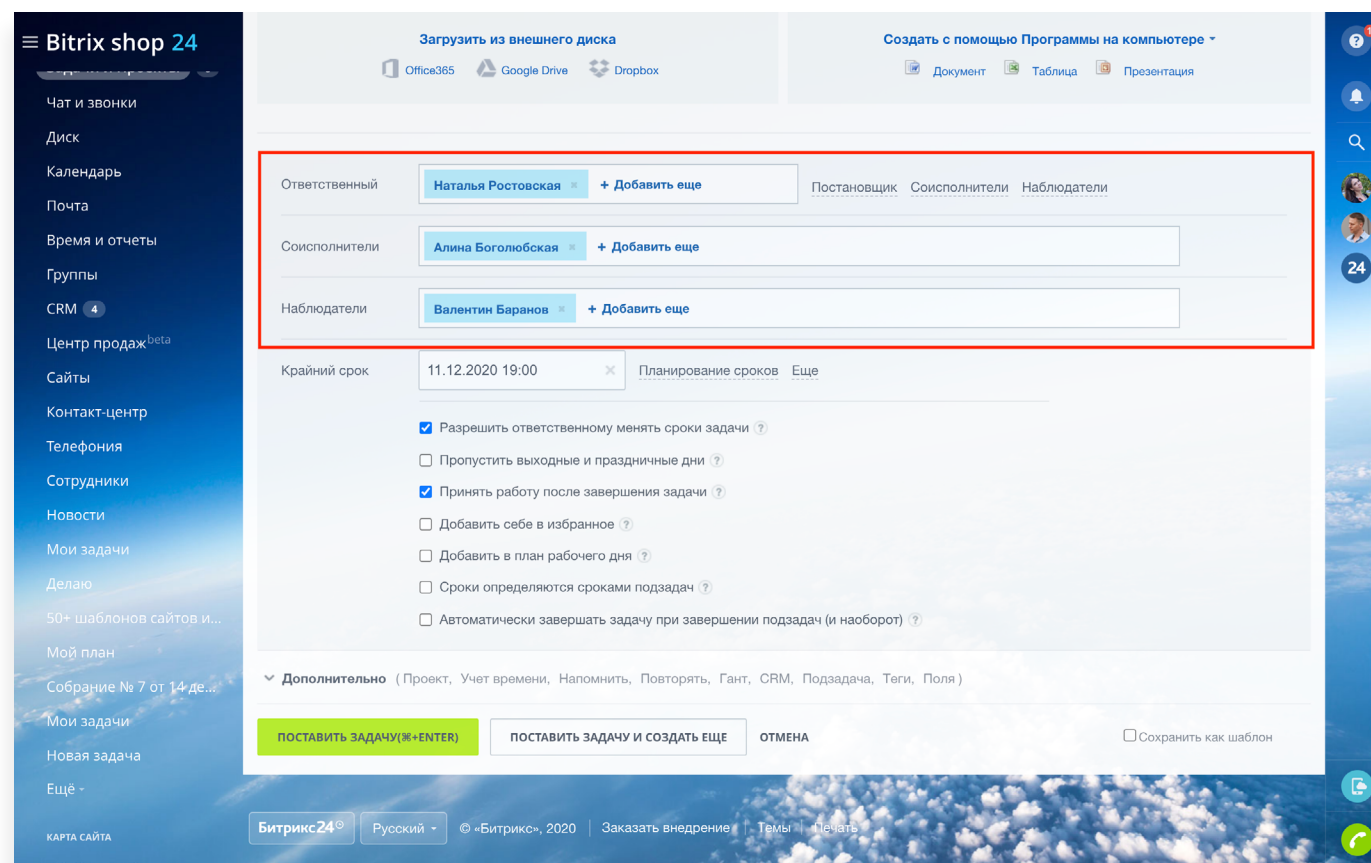 Bitrix shop 24
Чат и звонки
Диск
Календарь
Почта
Время и отчеты
Группы
CRM 4
Центр продаж beta
Сайты
Контакт-центр
Телефония
Сотрудники
Новости
Мои задачи
Делаю
50+ шаблонов сайтов и...
Мой план
Собрание № 7 от 14 де...
Мои задачи
Новая задача
Ещё
КАРТА САЙТА
Загрузить из внешнего диска
Office365 Google Drive Dropbox
Создать с помощью Программы на компьютере
Документ Таблица Презентация
Ответственный Наталья Ростовская + Добавить еще Постановщик Соисполнители Наблюдатели
Соисполнители Алина Боголюбская + Добавить еще
Наблюдатели Валентин Баранов + Добавить еще
Крайний срок 11.12.2020 19:00 Планирование сроков Еще
Разрешить ответственному менять сроки задачи ?
Пропустить выходные и праздничные дни ?
Принять работу после завершения задачи ?
Добавить себе в избранное ?
Добавить в план рабочего дня ?
Сроки определяются сроками подзадач ?
Автоматически завершать задачу при завершении подзадач (и наоборот) ?
Дополнительно ( Проект, Учет времени, Напомнить, Повторять, Гант, CRM, Подзадача, Теги, Поля )
ПОСТАВИТЬ ЗАДАЧУ(⌘+ENTER) ПОСТАВИТЬ ЗАДАЧУ И СОЗДАТЬ ЕЩЕ ОТМЕНА Сохранить как шаблон
Битрикс24 Русский © «Битрикс», 2020 Заказать внедрение Темы Печать
?
24